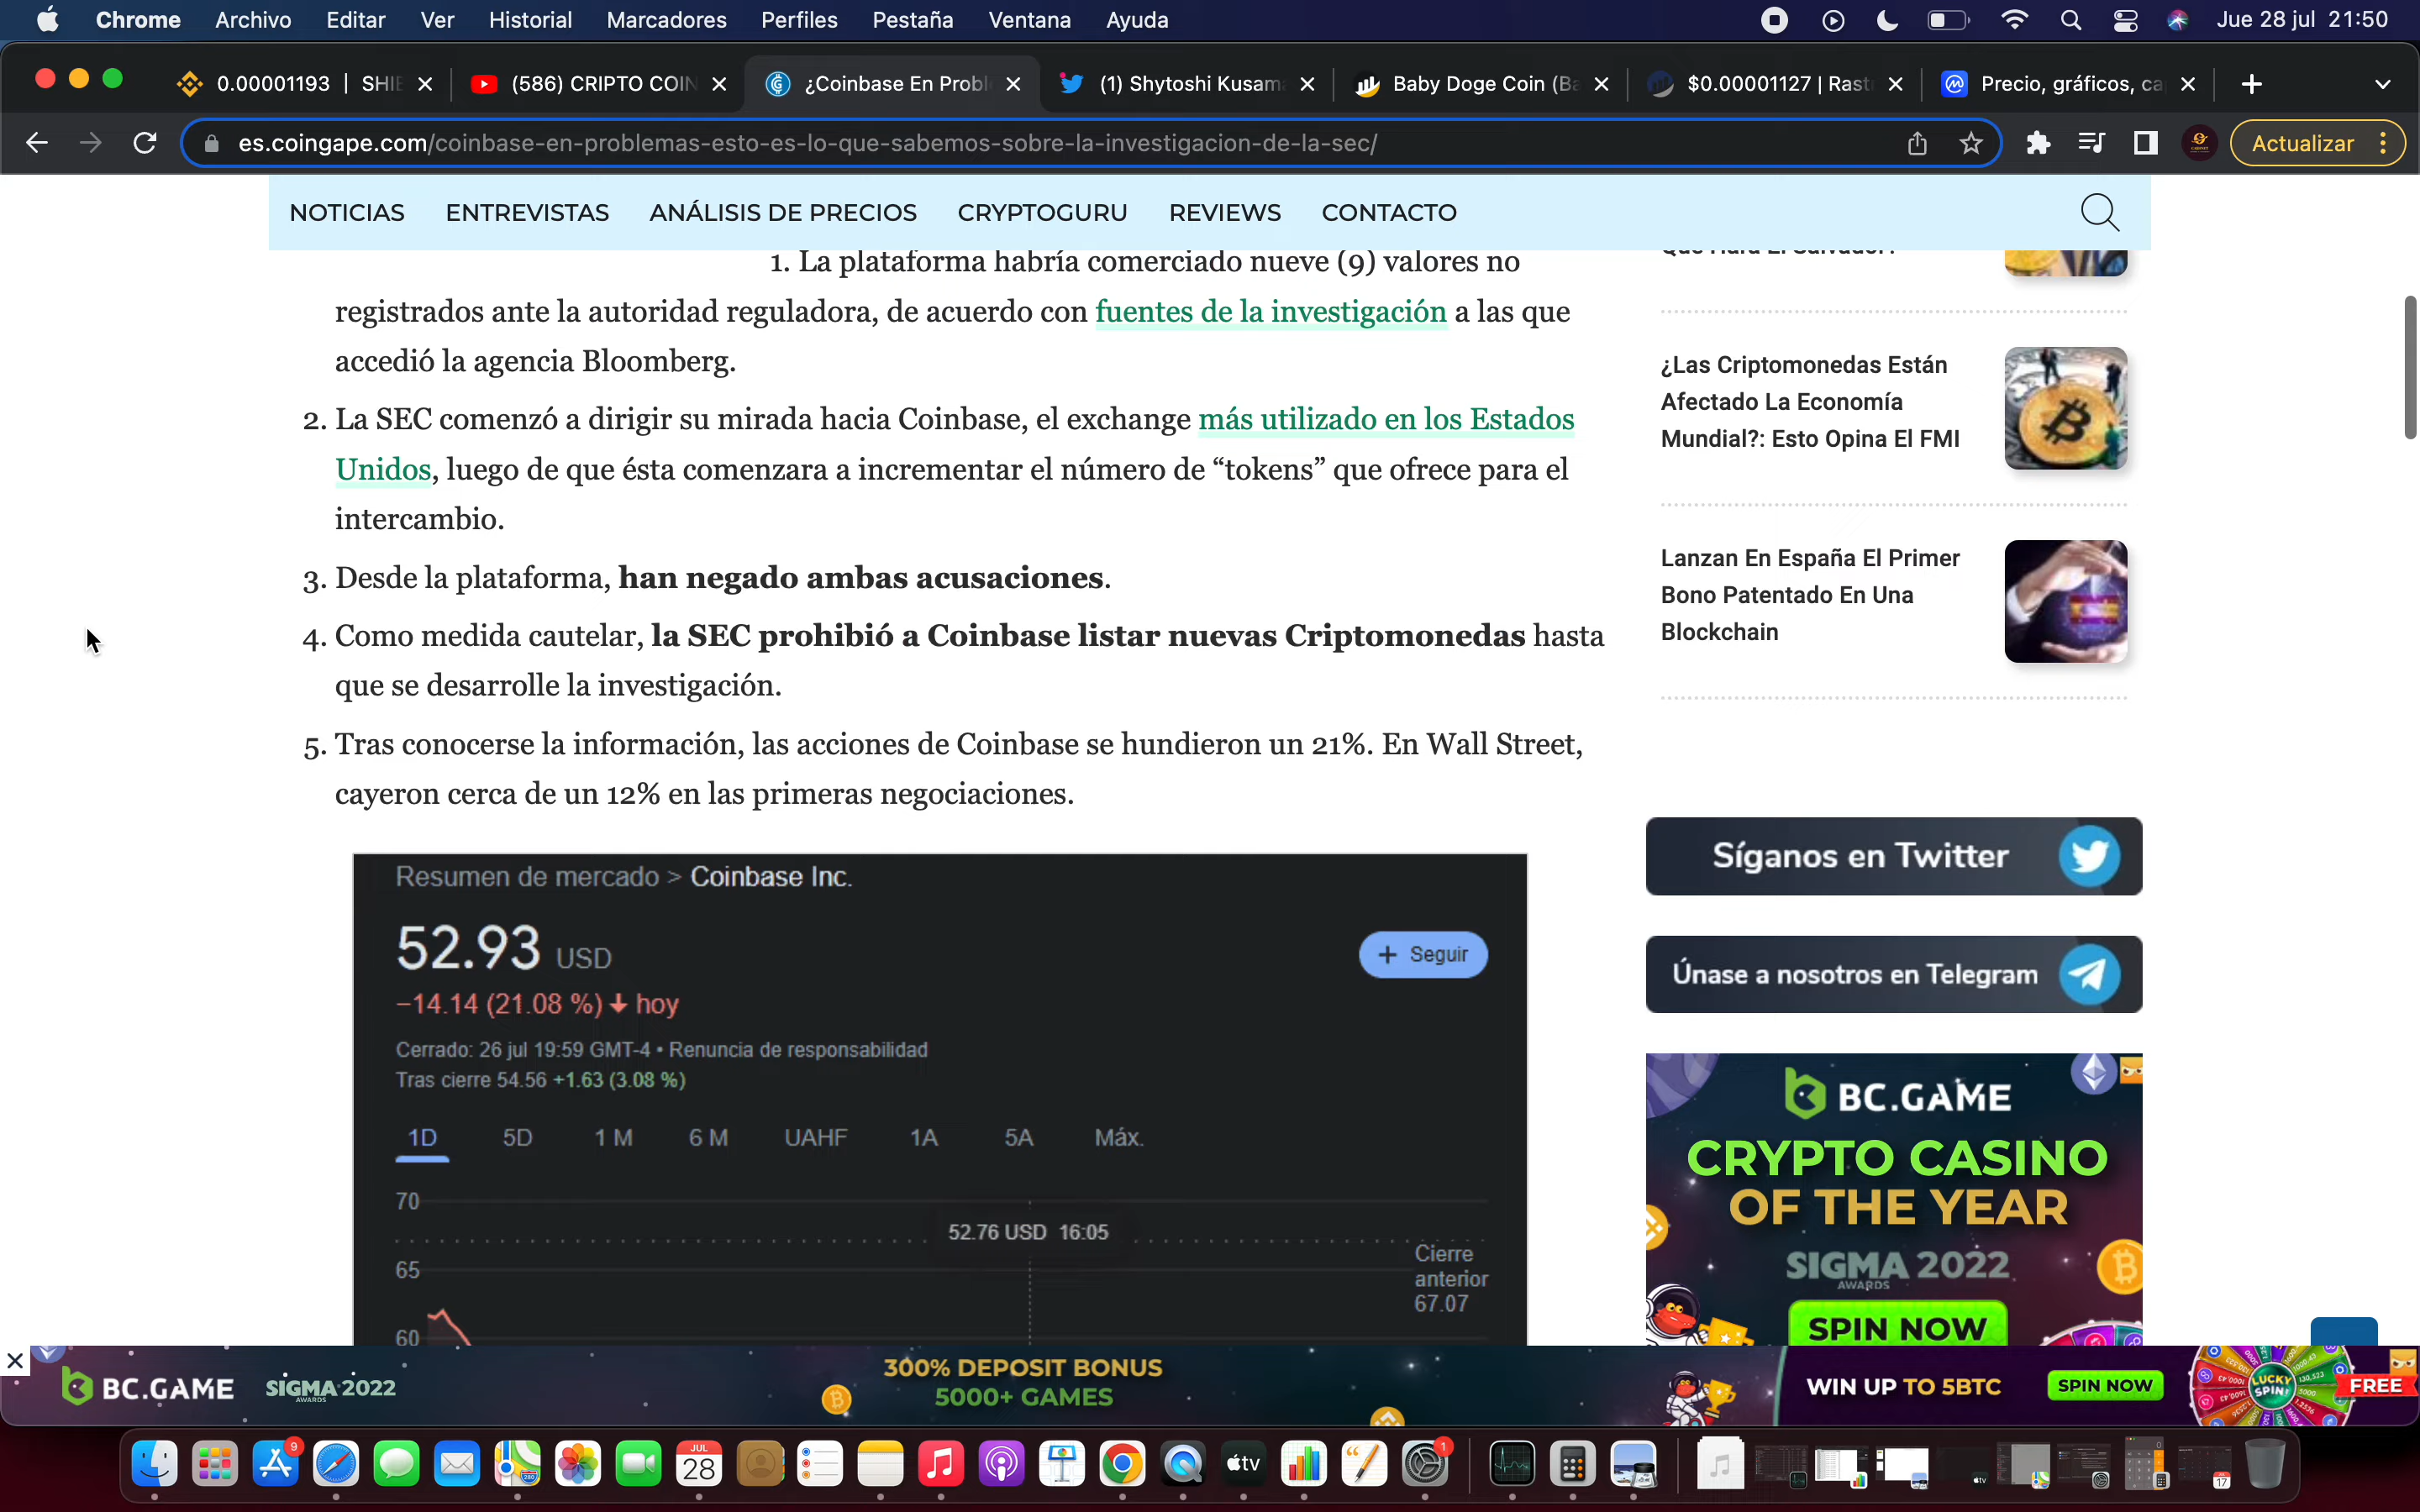 Chrome Archivo Editar Ver Historial Marcadores Perfiles Pestaña Ventana Ayuda Jue 28 jul 21:50
0.00001193 | SHIE
(586) CRIPTO COIN
¿Coinbase En Probl
(1) Shytoshi Kusam
Baby Doge Coin (Ba
$0.00001127 | Rast
Precio, gráficos, ca
es.coingape.com/coinbase-en-problemas-esto-es-lo-que-sabemos-sobre-la-investigacion-de-la-sec/
Actualizar
NOTICIAS ENTREVISTAS ANÁLISIS DE PRECIOS CRYPTOGURU REVIEWS CONTACTO
1. La plataforma habría comerciado nueve (9) valores no
registrados ante la autoridad reguladora, de acuerdo con fuentes de la investigación a las que
accedió la agencia Bloomberg.
2. La SEC comenzó a dirigir su mirada hacia Coinbase, el exchange más utilizado en los Estados
Unidos, luego de que ésta comenzara a incrementar el número de “tokens” que ofrece para el
intercambio.
3. Desde la plataforma, han negado ambas acusaciones.
4. Como medida cautelar, la SEC prohibió a Coinbase listar nuevas Criptomonedas hasta
que se desarrolle la investigación.
5. Tras conocerse la información, las acciones de Coinbase se hundieron un 21%. En Wall Street,
cayeron cerca de un 12% en las primeras negociaciones.
Resumen de mercado > Coinbase Inc.
52.93 USD
+ Seguir
−14.14 (21.08 %) hoy
Cerrado: 26 jul 19:59 GMT-4 • Renuncia de responsabilidad
Tras cierre 54.56 +1.63 (3.08 %)
1D 5D 1 M 6 M UAHF 1A 5A Máx.
70
52.76 USD 16:05
65
Cierre
anterior
67.07
60
¿Las Criptomonedas Están
Afectado La Economía
Mundial?: Esto Opina El FMI
Lanzan En España El Primer
Bono Patentado En Una
Blockchain
Síganos en Twitter
Únase a nosotros en Telegram
BC.GAME
CRYPTO CASINO
OF THE YEAR
SIGMA 2022
AWARDS
SPIN NOW
BC.GAME
SIGMA 2022
AWARDS
300% DEPOSIT BONUS
5000+ GAMES
WIN UP TO 5BTC
SPIN NOW
LUCKY
SPIN!
FREE
9
JUL
28
tv
1
17